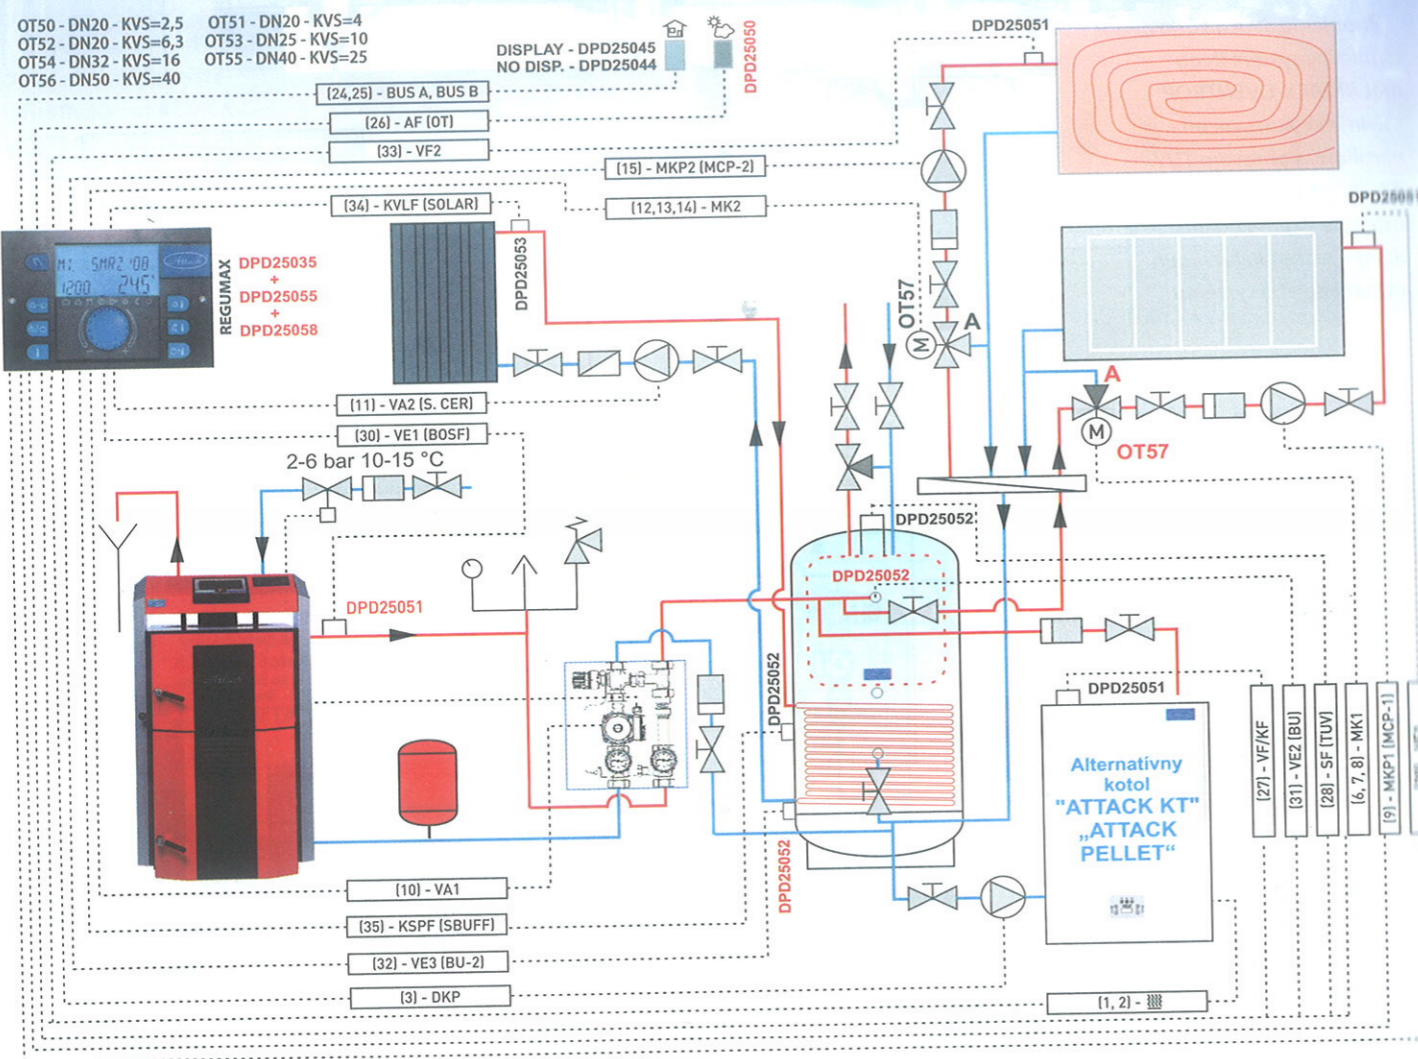 OT50 - DN20 - KVS=2,5 OT51 - DN20 - KVS=4
OT52 - DN20 - KVS=6,3 OT53 - DN25 - KVS=10
OT54 - DN32 - KVS=16 OT55 - DN40 - KVS=25
OT56 - DN50 - KVS=40
DISPLAY - DPD25045
NO DISP. - DPD25044
DPD25050
DPD25051
(24,25) - BUS A, BUS B
(26) - AF (OT)
(33) - VF2
(15) - MKP2 (MCP-2)
(34) - KVLF (SOLAR)
(12,13,14) - MK2
DPD25051
DPD25053
REGUMAX
DPD25035
+
DPD25055
+
DPD25058
OT57
A
M
A
M
OT57
(11) - VA2 (S. CER)
(30) - VE1 (BOSF)
2-6 bar 10-15 °C
DPD25052
DPD25052
DPD25051
DPD25052
DPD25051
Alternatívny
kotol
"ATTACK KT"
„ATTACK
PELLET“
(27) - VF/KF
(31) - VE2 (BU)
(28) - SF (TUV)
(6, 7, 8) - MK1
(9) - MKP1 (MCP-1)
DPD25052
(10) - VA1
(35) - KSPF (SBUFF)
(32) - VE3 (BU-2)
(3) - DKP
(1, 2) -